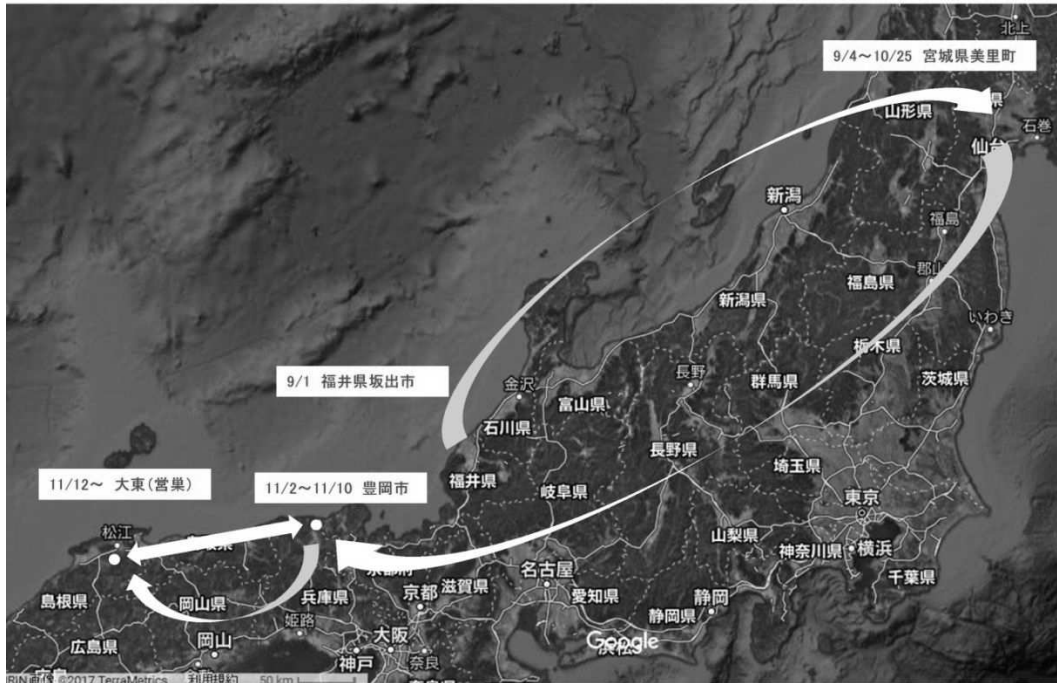 北上
9/4～10/25 宮城県美里町
県
山形県
石巻
仙台
新潟
福島
郡山
福島県
新潟県
いわき
栃木県
9/1 福井県坂出市
金沢
長野
群馬県
茨城県
富山県
石川県
長野県
埼玉県
福井県
岐阜県
11/12～ 大東(営巣)
11/2～11/10 豊岡市
東京
松江
山梨県
神奈川県
横浜
千葉県
名古屋
滋賀県
京都
兵庫県
島根県
岡山県
愛知県
静岡
静岡県
姫路
広島県
岡山
大阪
神戸
奈良
Google
浜松
©2017 TerraMetrics
利用規約
50 km